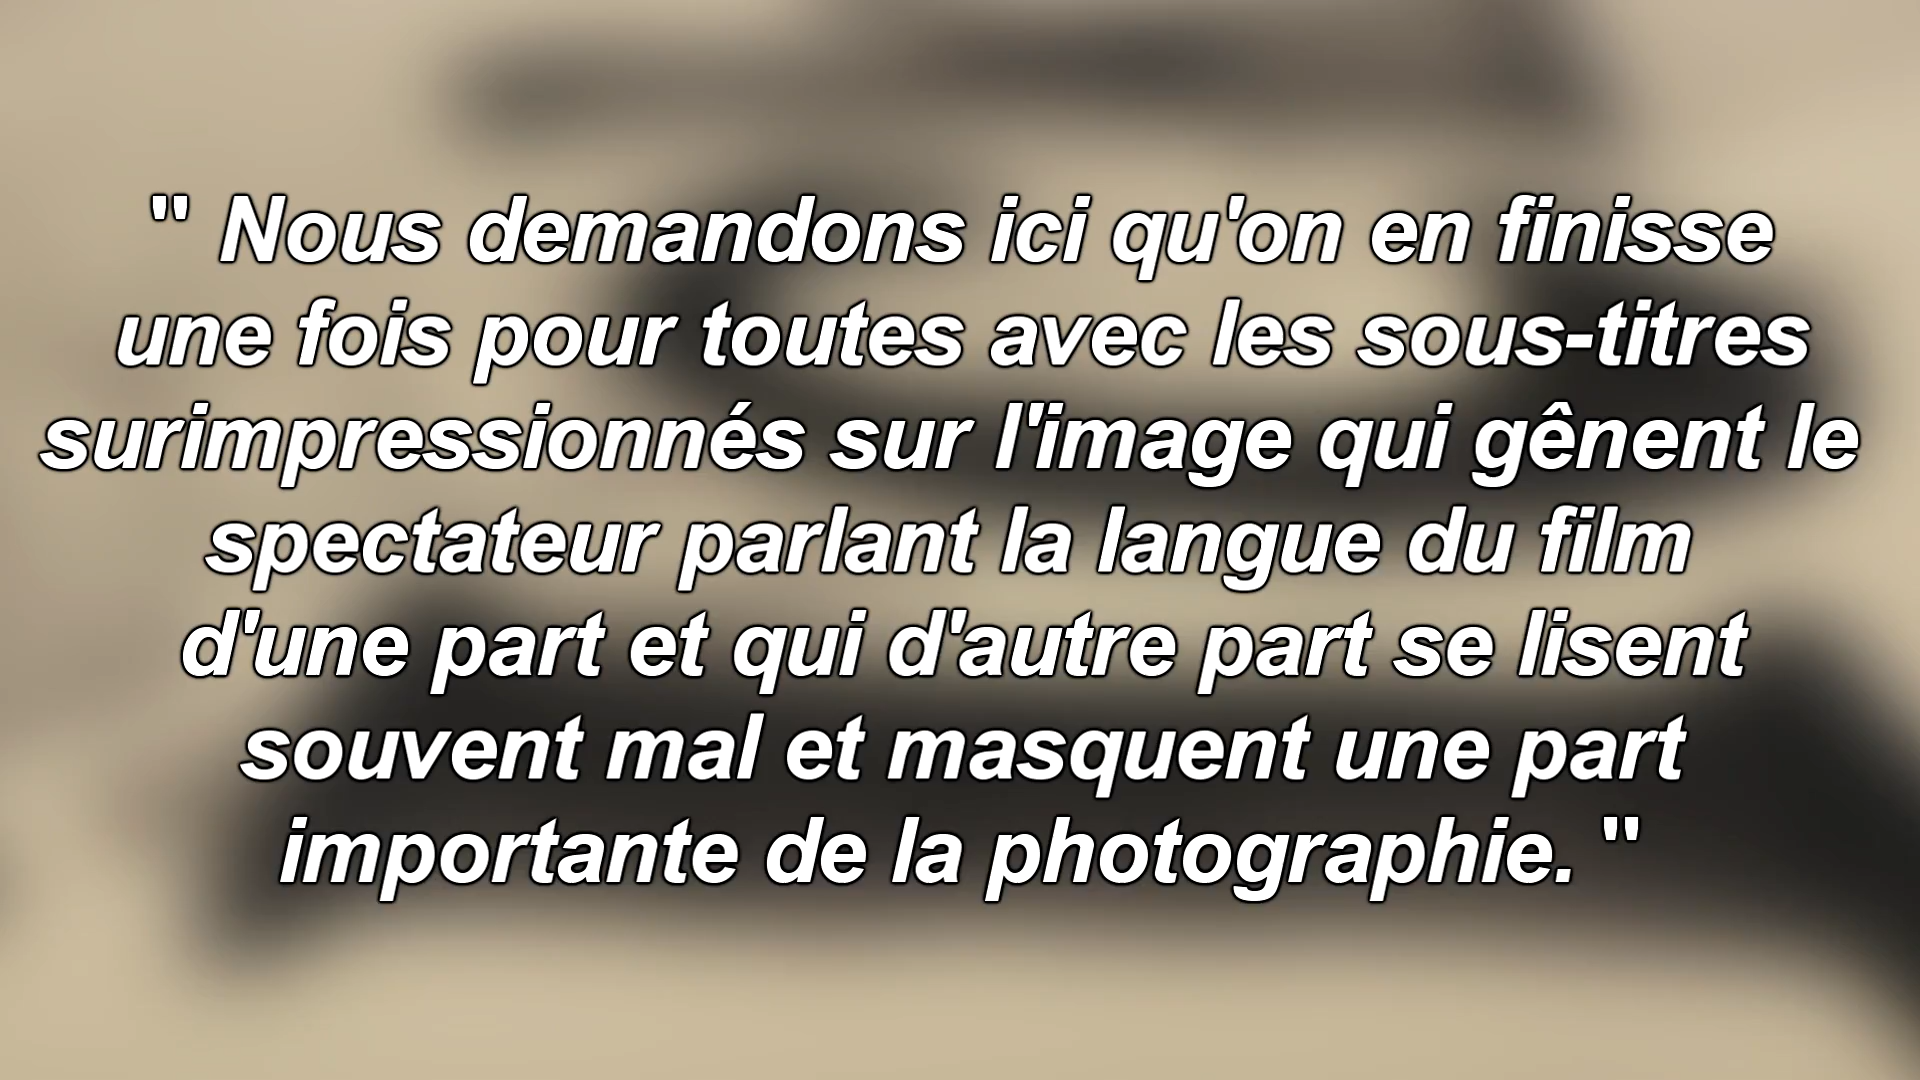 " Nous demandons ici qu'on en finisse
une fois pour toutes avec les sous-titres
surimpressionnés sur l'image qui gênent le
spectateur parlant la langue du film
d'une part et qui d'autre part se lisent
souvent mal et masquent une part
importante de la photographie. "